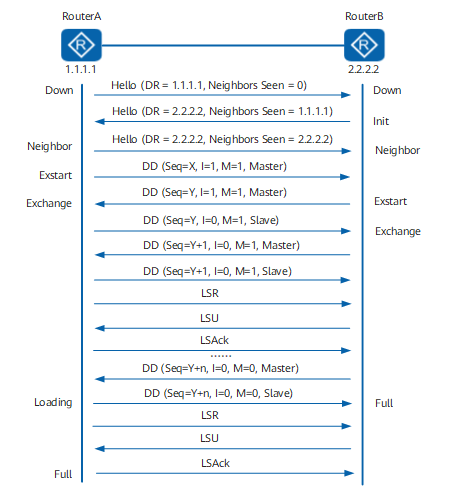 RouterA
RouterB
R
R
1.1.1.1
2.2.2.2
Down
Hello (DR = 1.1.1.1, Neighbors Seen = 0)
Down
Hello (DR = 2.2.2.2, Neighbors Seen = 1.1.1.1)
Init
Neighbor
Hello (DR = 2.2.2.2, Neighbors Seen = 2.2.2.2)
Neighbor
Exstart
DD (Seq=X, I=1, M=1, Master)
Exchange
DD (Seq=Y, I=1, M=1, Master)
Exstart
DD (Seq=Y, I=0, M=1, Slave)
Exchange
DD (Seq=Y+1, I=0, M=1, Master)
DD (Seq=Y+1, I=0, M=1, Slave)
LSR
LSU
LSAck
......
DD (Seq=Y+n, I=0, M=0, Master)
Loading
DD (Seq=Y+n, I=0, M=0, Slave)
Full
LSR
LSU
LSAck
Full